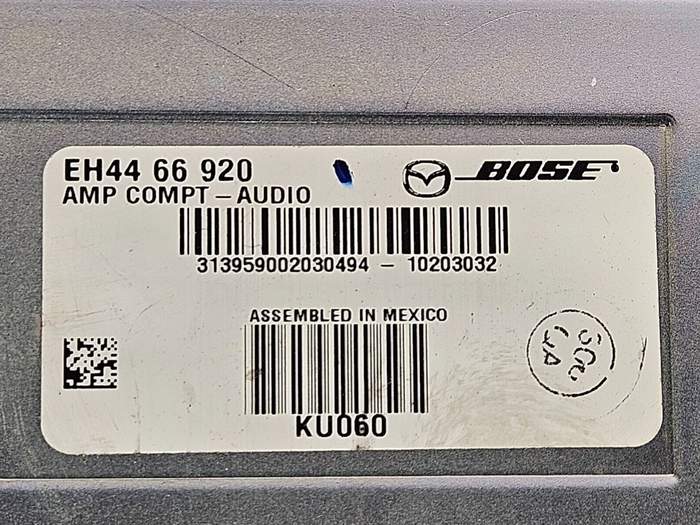 EH44 66 920
BOSE
AMP COMPT – AUDIO
313959002030494 – 10203032
ASSEMBLED IN MEXICO
KU060